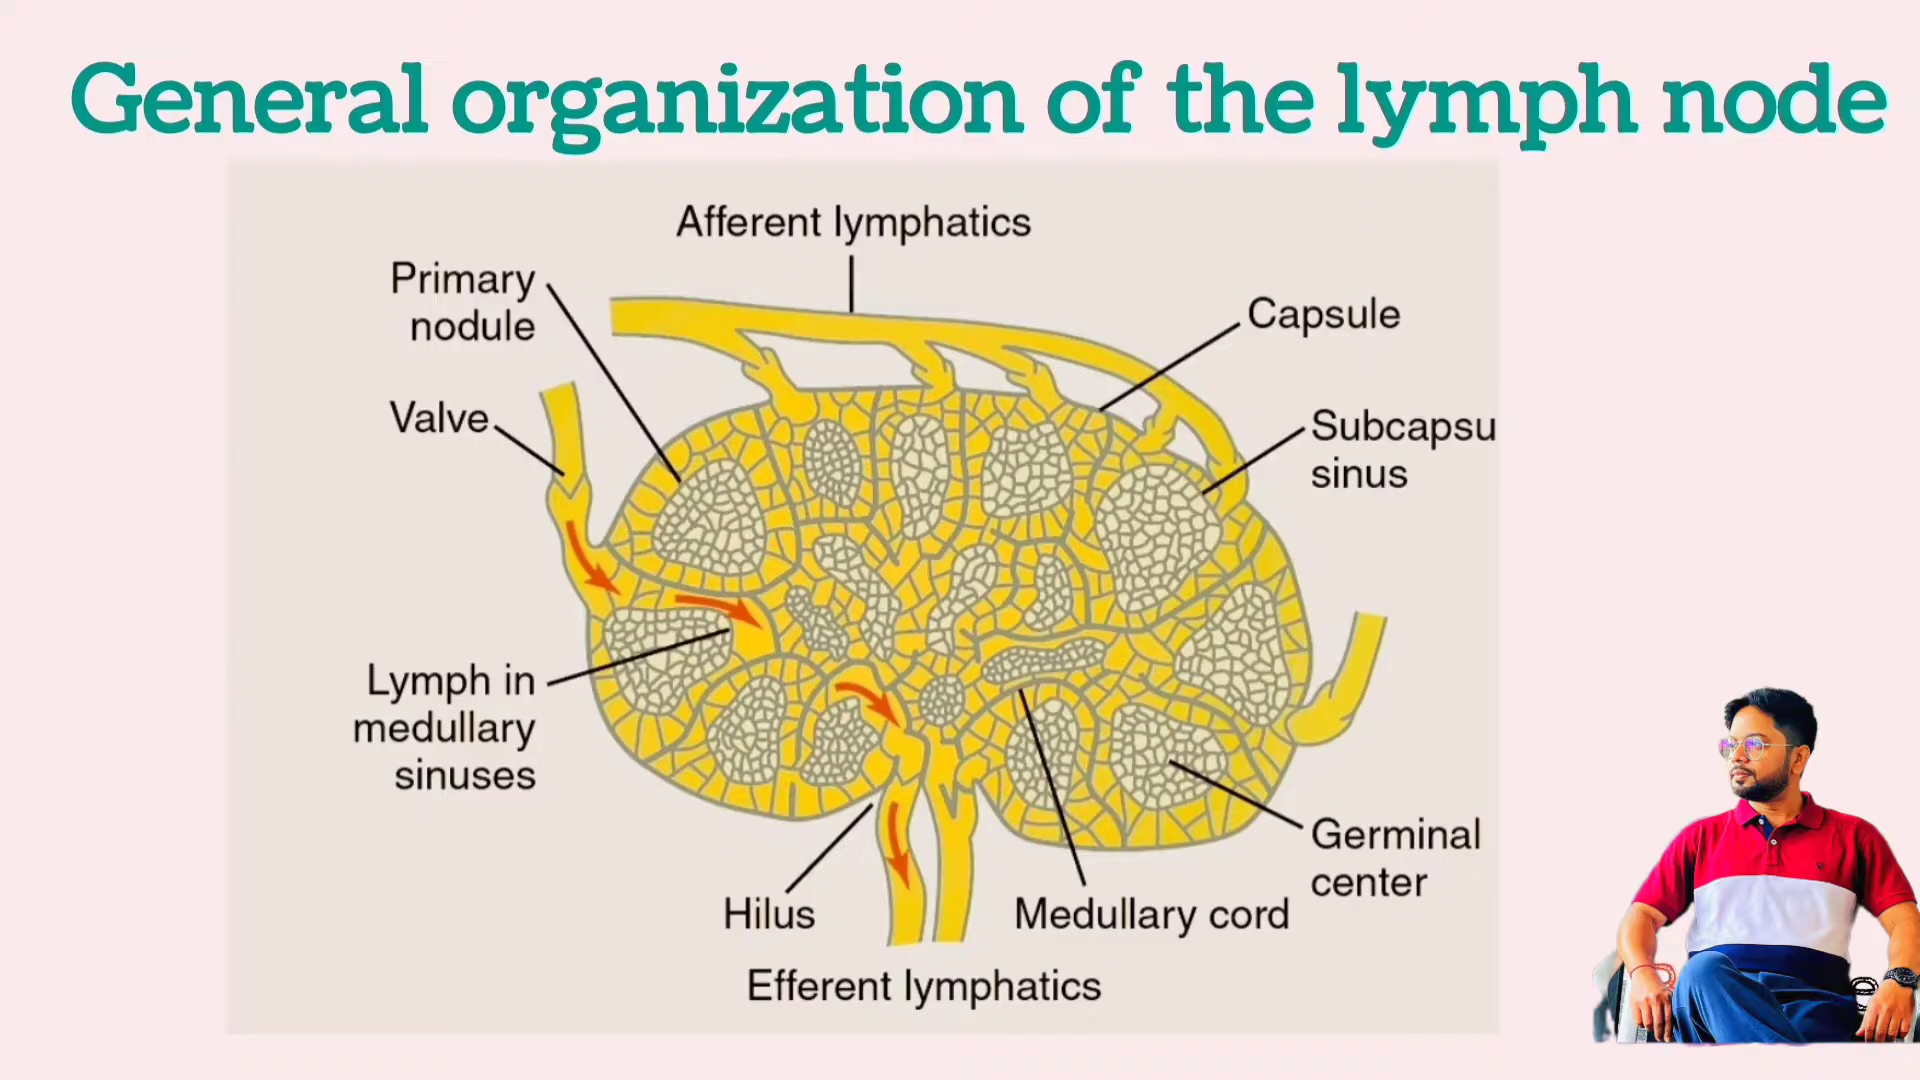 General organization of the lymph node
Afferent lymphatics
Primary
nodule
Capsule
Valve
Subcapsu
sinus
Lymph in
medullary
sinuses
Germinal
center
Hilus
Medullary cord
Efferent lymphatics